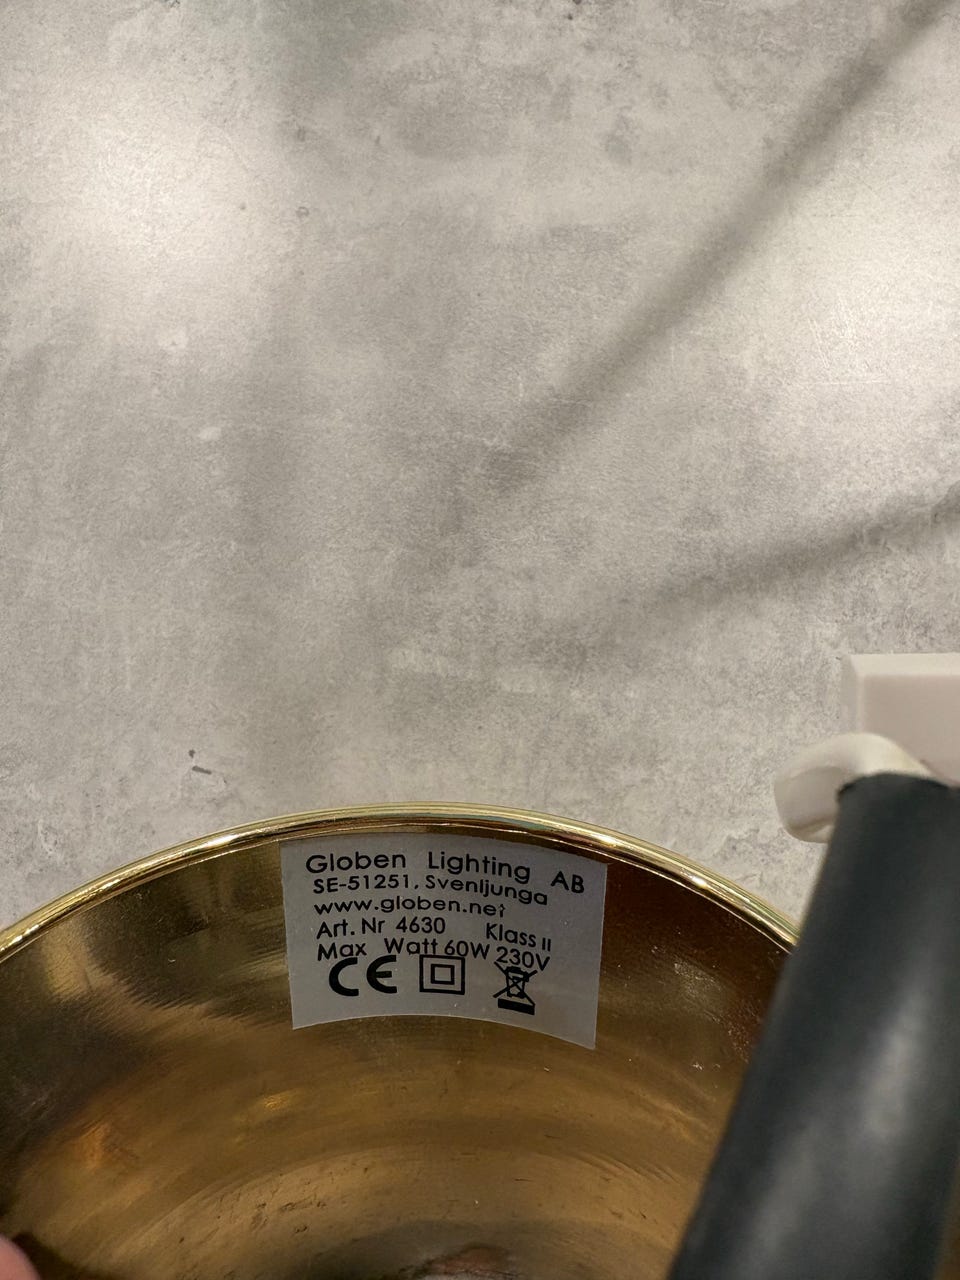 Globen Lighting AB
SE-51251, Svenljunga
www.globen.net
Art. Nr 4630 Klass II
Max Watt 60W 230V
CE